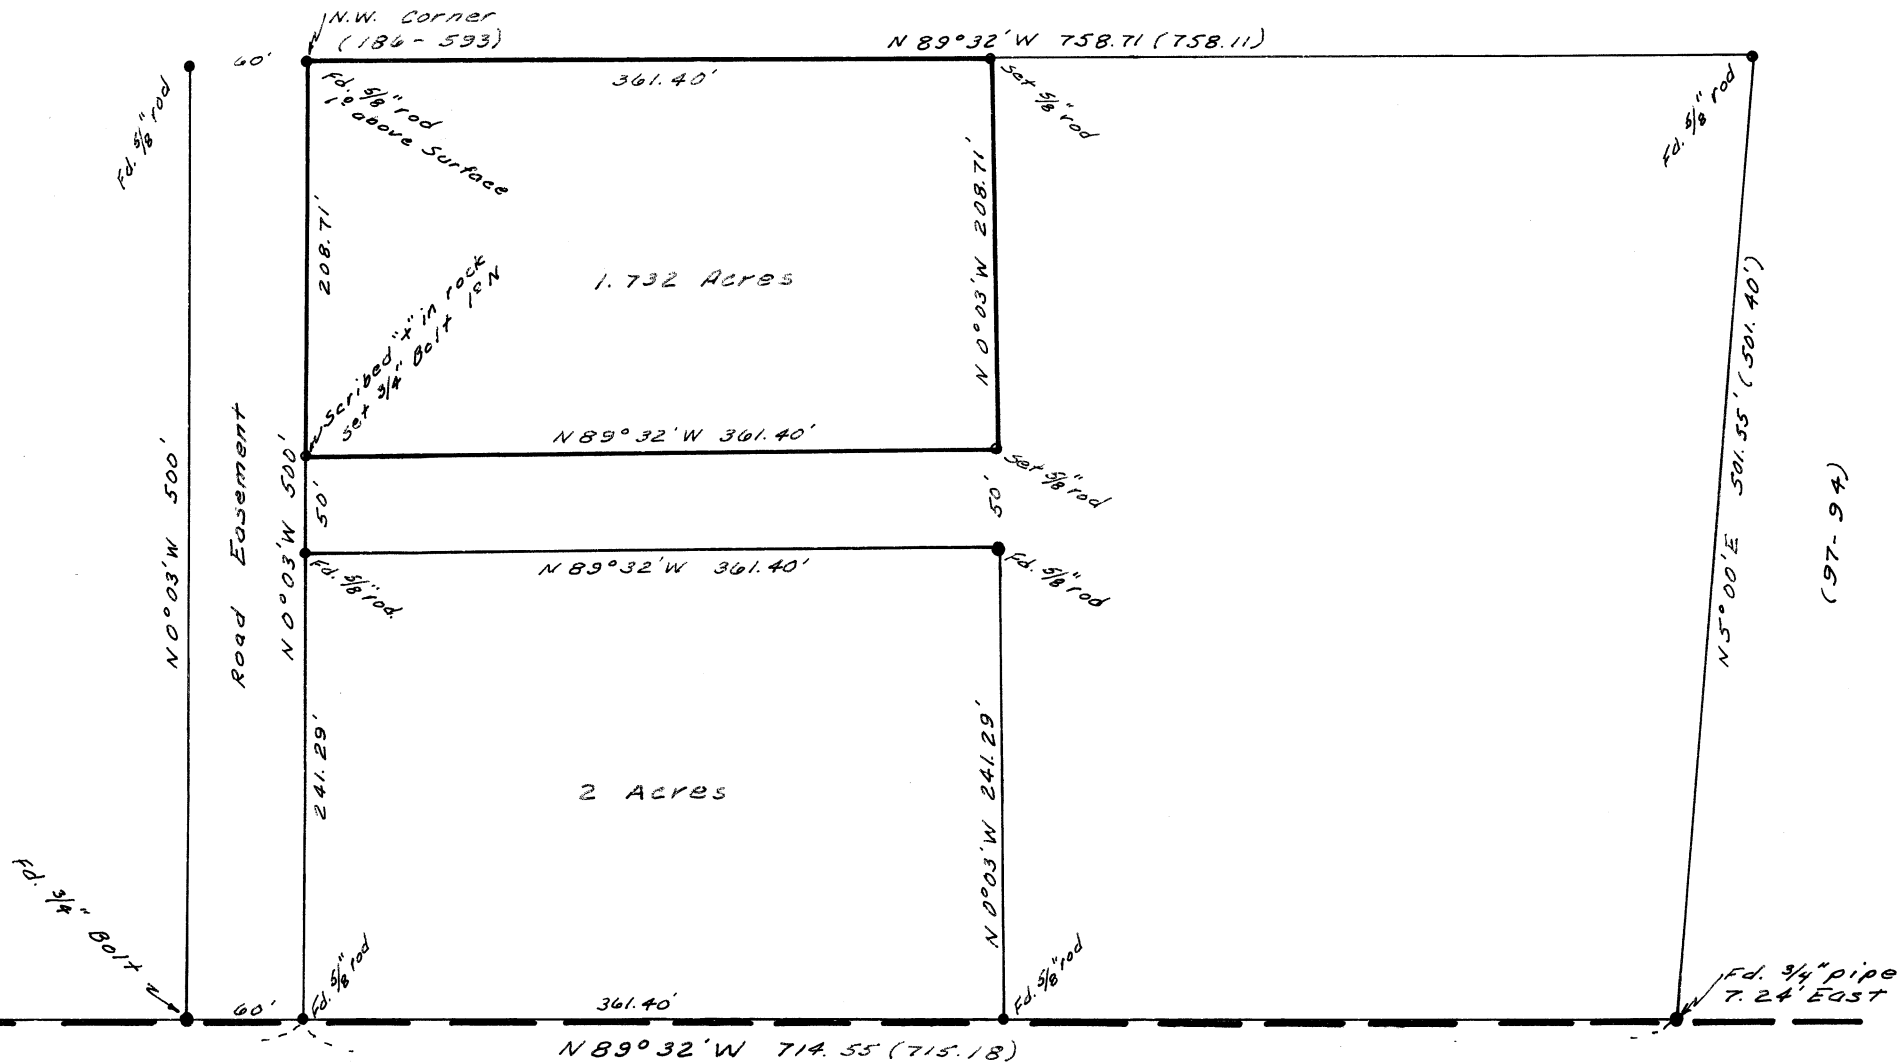 N.W. Corner
(186-593)
N 89°32'W 758.71 (758.11)
60'
361.40'
Fd. 5/8" rod
Fd. 5/8" rod
above Surface
Set 5/8" rod
Fd. 5/8" rod
208.71'
N 0°03'W 208.71'
1.732 Acres
Scribed "+" in rock
Set 3/4" Bolt N
N 89°32'W 361.40'
Set 5/8" rod
N 5°00'E 501.55' (501.40')
(97-94)
N 0°03'W 500'
Road Easement
N 0°03'W 500'
50'
50'
Fd. 5/8" rod.
N 89°32'W 361.40'
Fd. 5/8" rod
241.29'
N 0°03'W 241.29'
2 Acres
Fd. 3/4" Bolt
60'
Fd. 5/8" rod
361.40'
Fd. 5/8" rod
Fd. 3/4" pipe
7.24' East
N 89°32'W 714.55 (715.18)